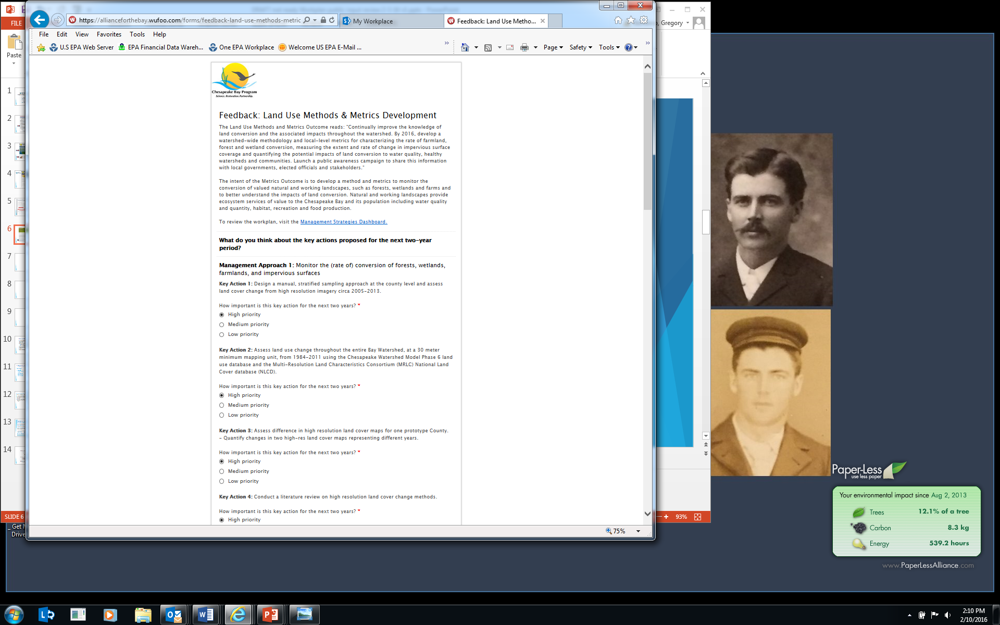 https://allianceforthebay.wufoo.com/forms/feedback-land-use-methods-metric
My Workplace
Feedback: Land Use Metho...
File Edit View Favorites Tools Help
U.S EPA Web Server
EPA Financial Data Wareh...
One EPA Workplace
Welcome US EPA E-Mail ...
Page
Safety
Tools
FILE
Paste
, Gregory
1
2
3
4
5
6
7
8
9
10
11
12
13
14
Chesapeake Bay Program
Science. Restoration. Partnership.
Feedback: Land Use Methods & Metrics Development
The Land Use Methods and Metrics Outcome reads: "Continually improve the knowledge of
land conversion and the associated impacts throughout the watershed. By 2016, develop a
watershed-wide methodology and local-level metrics for characterizing the rate of farmland,
forest and wetland conversion, measuring the extent and rate of change in impervious surface
coverage and quantifying the potential impacts of land conversion to water quality, healthy
watersheds and communities. Launch a public awareness campaign to share this information
with local governments, elected officials and stakeholders."
The intent of the Metrics Outcome is to develop a method and metrics to monitor the
conversion of valued natural and working landscapes, such as forests, wetlands and farms and
to better understand the impacts of land conversion. Natural and working landscapes provide
ecosystem services of value to the Chesapeake Bay and its population including water quality
and quantity, habitat, recreation and food production.
To review the workplan, visit the Management Strategies Dashboard.
What do you think about the key actions proposed for the next two-year
period?
Management Approach 1: Monitor the (rate of) conversion of forests, wetlands,
farmlands, and impervious surfaces
Key Action 1: Design a manual, stratified sampling approach at the county level and assess
land cover change from high resolution imagery circa 2005-2013.
How important is this key action for the next two years? *
High priority
Medium priority
Low priority
Key Action 2: Assess land use change throughout the entire Bay Watershed, at a 30 meter
minimum mapping unit, from 1984-2011 using the Chesapeake Watershed Model Phase 6 land
use database and the Multi-Resolution Land Characteristics Consortium (MRLC) National Land
Cover database (NLCD).
How important is this key action for the next two years? *
High priority
Medium priority
Low priority
Key Action 3: Assess difference in high resolution land cover maps for one prototype County.
- Quantify changes in two high-res land cover maps representing different years.
How important is this key action for the next two years? *
High priority
Medium priority
Low priority
Key Action 4: Conduct a literature review on high resolution land cover change methods.
How important is this key action for the next two years? *
High priority
75%
SLIDE 6
93%
Get
Drive
Paper-Less
use less paper
Your environmental impact since Aug 2, 2013
Trees 12.1% of a tree
Carbon 8.3 kg
Energy 539.2 hours
www.PaperLessAlliance.com
2:10 PM
2/10/2016